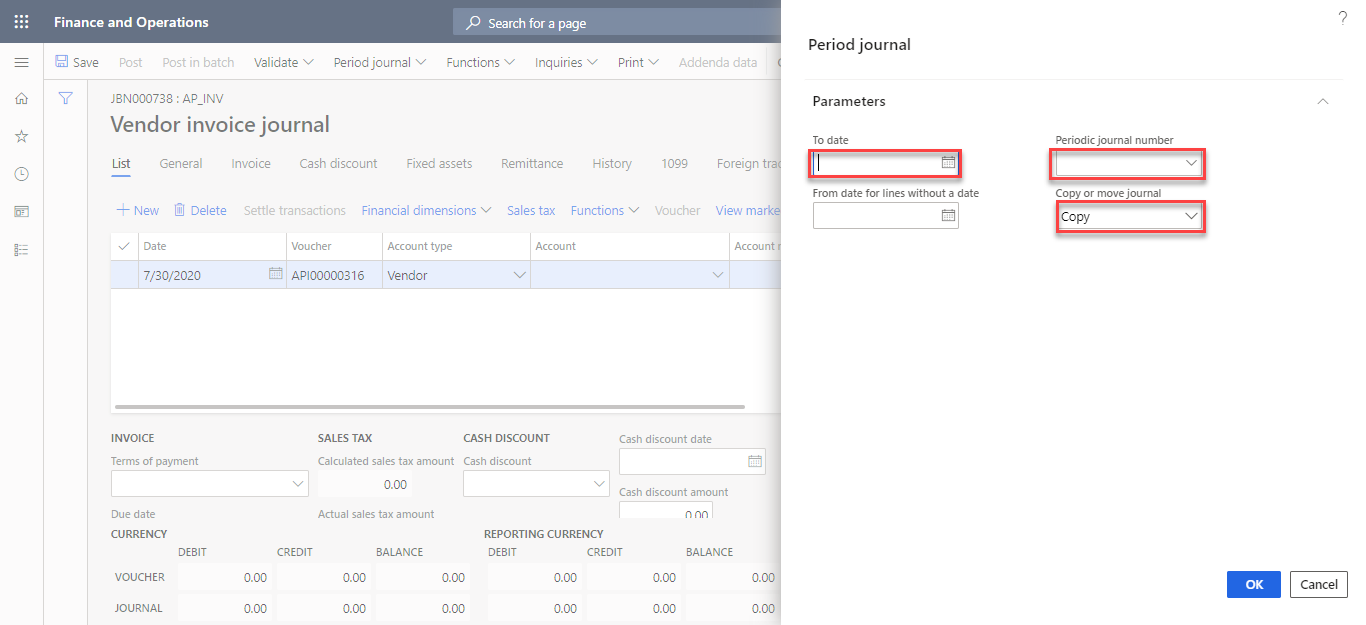 Finance and Operations
Search for a page
?
Save Post Post in batch Validate Period journal Functions Inquiries Print Addenda data
JBN000738 : AP_INV
Vendor invoice journal
List General Invoice Cash discount Fixed assets Remittance History 1099 Foreign trad
New Delete Settle transactions Financial dimensions Sales tax Functions Voucher View marke
Date Voucher Account type Account Account n
7/30/2020 API00000316 Vendor
INVOICE SALES TAX CASH DISCOUNT Cash discount date
Terms of payment Calculated sales tax amount Cash discount
0.00
Cash discount amount
0.00
Due date Actual sales tax amount
CURRENCY REPORTING CURRENCY
DEBIT CREDIT BALANCE DEBIT CREDIT BALANCE
VOUCHER 0.00 0.00 0.00 0.00 0.00 0.00
JOURNAL 0.00 0.00 0.00 0.00 0.00 0.00
Period journal
Parameters
To date Periodic journal number
From date for lines without a date Copy or move journal
Copy
OK Cancel